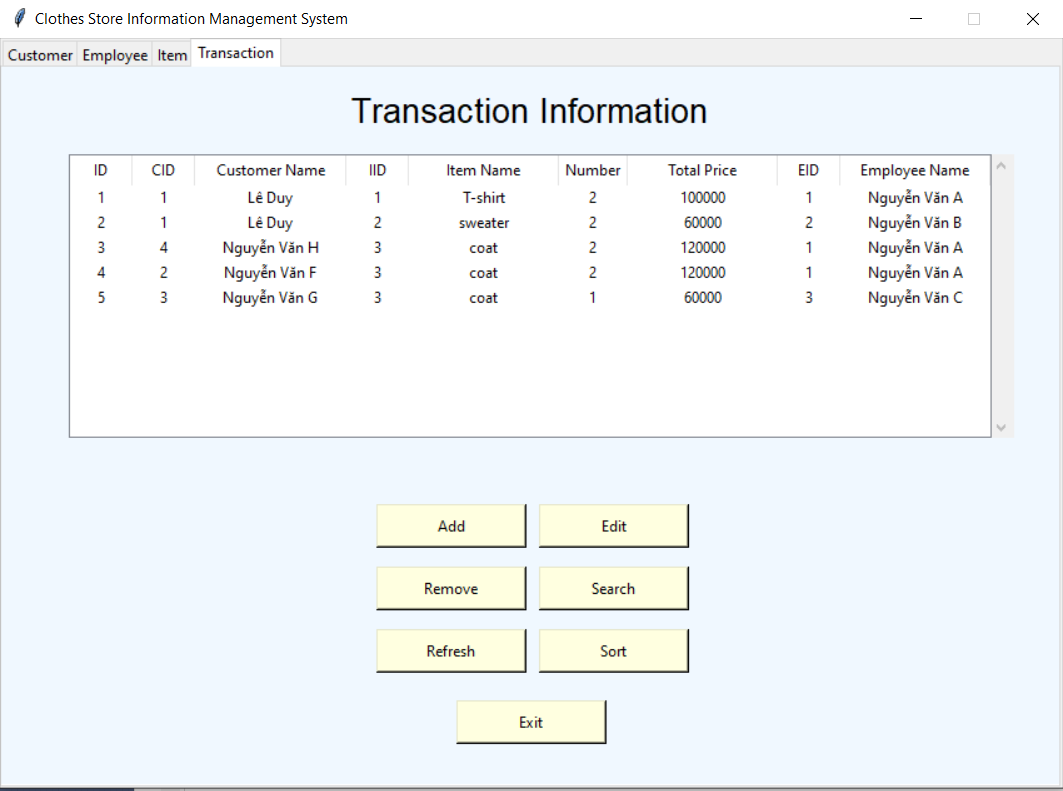 Clothes Store Information Management System
Customer Employee Item Transaction
Transaction Information
ID CID Customer Name IID Item Name Number Total Price EID Employee Name
1 1 Lê Duy 1 T-shirt 2 100000 1 Nguyễn Văn A
2 1 Lê Duy 2 sweater 2 60000 2 Nguyễn Văn B
3 4 Nguyễn Văn H 3 coat 2 120000 1 Nguyễn Văn A
4 2 Nguyễn Văn F 3 coat 2 120000 1 Nguyễn Văn A
5 3 Nguyễn Văn G 3 coat 1 60000 3 Nguyễn Văn C
Add Edit
Remove Search
Refresh Sort
Exit